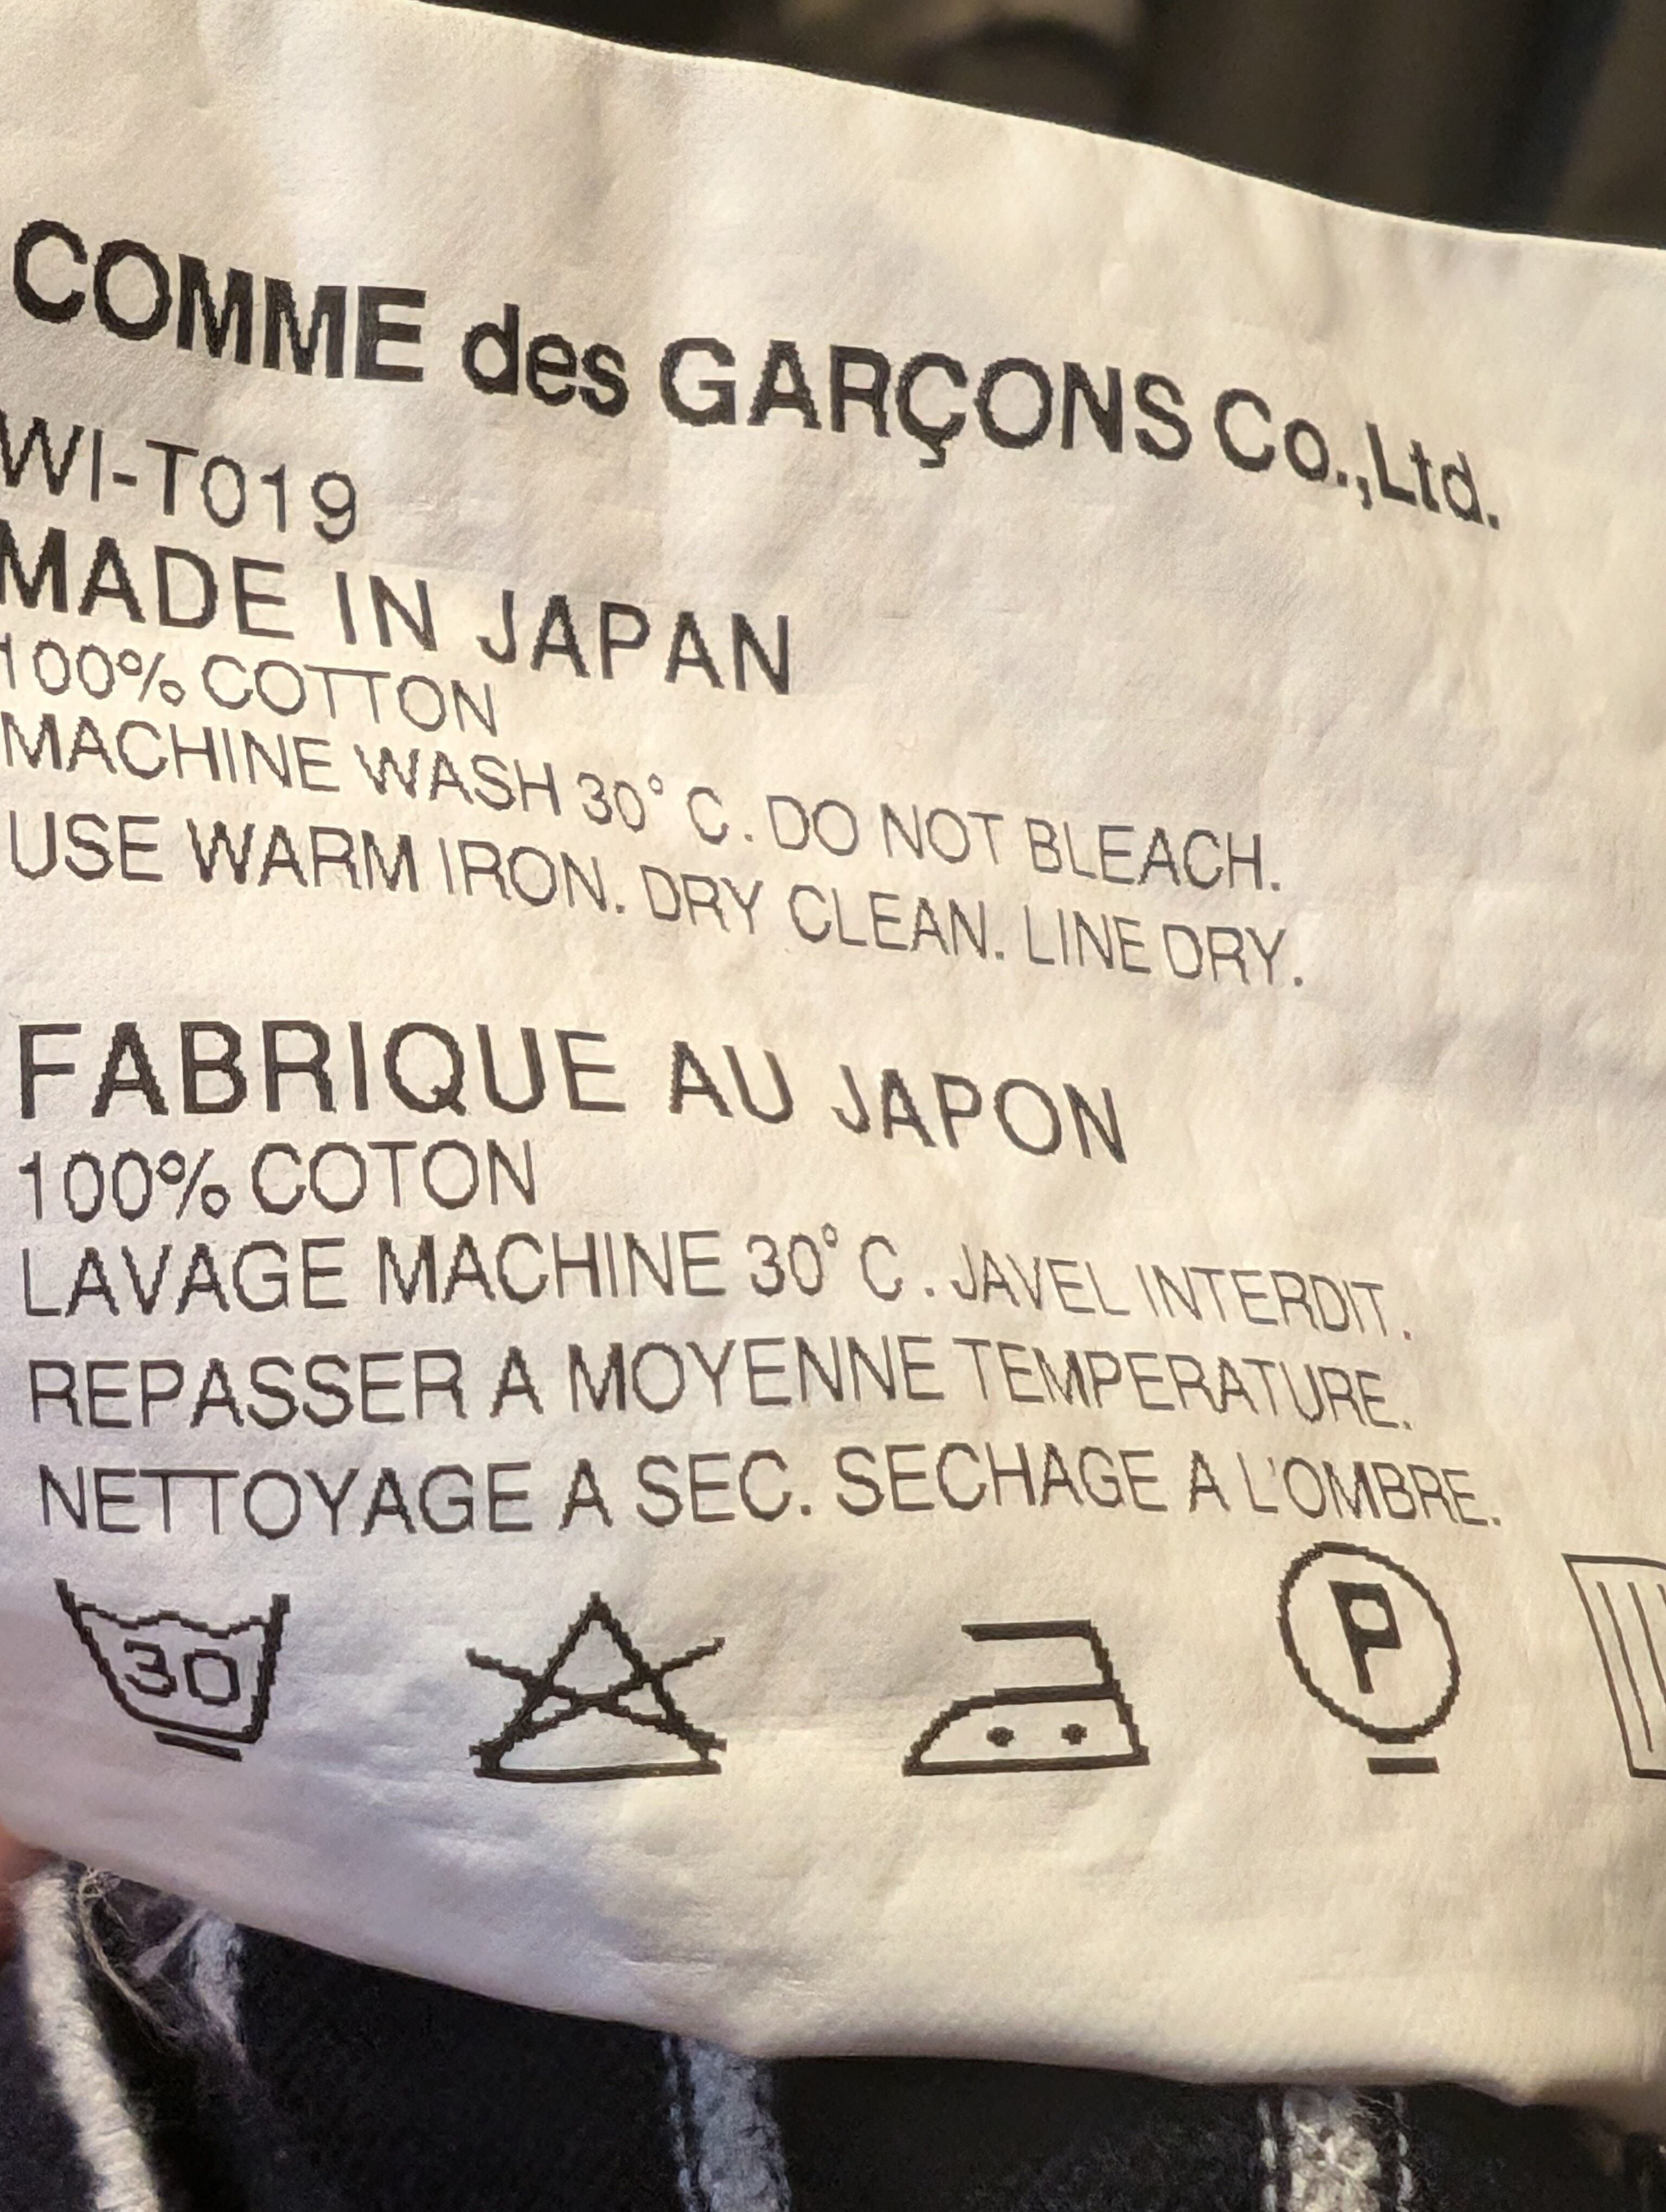 COMME des GARÇONS Co.,Ltd.
WI-T019
MADE IN JAPAN
100% COTTON
MACHINE WASH 30° C. DO NOT BLEACH.
USE WARM IRON. DRY CLEAN. LINE DRY.
FABRIQUE AU JAPON
100% COTON
LAVAGE MACHINE 30° C. JAVEL INTERDIT.
REPASSER A MOYENNE TEMPERATURE.
NETTOYAGE A SEC. SECHAGE A L'OMBRE.
30 P